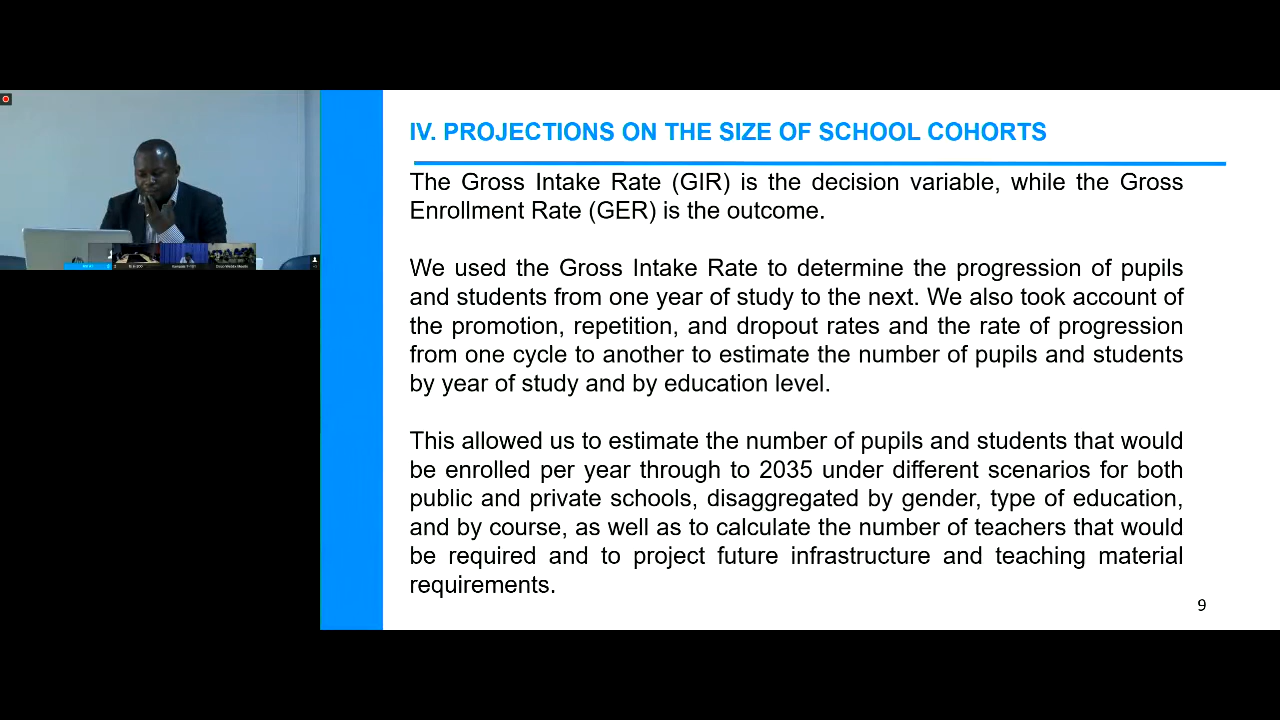 IV. PROJECTIONS ON THE SIZE OF SCHOOL COHORTS
The Gross Intake Rate (GIR) is the decision variable, while the Gross
Enrollment Rate (GER) is the outcome.
We used the Gross Intake Rate to determine the progression of pupils
and students from one year of study to the next. We also took account of
the promotion, repetition, and dropout rates and the rate of progression
from one cycle to another to estimate the number of pupils and students
by year of study and by education level.
This allowed us to estimate the number of pupils and students that would
be enrolled per year through to 2035 under different scenarios for both
public and private schools, disaggregated by gender, type of education,
and by course, as well as to calculate the number of teachers that would
be required and to project future infrastructure and teaching material
requirements.
9